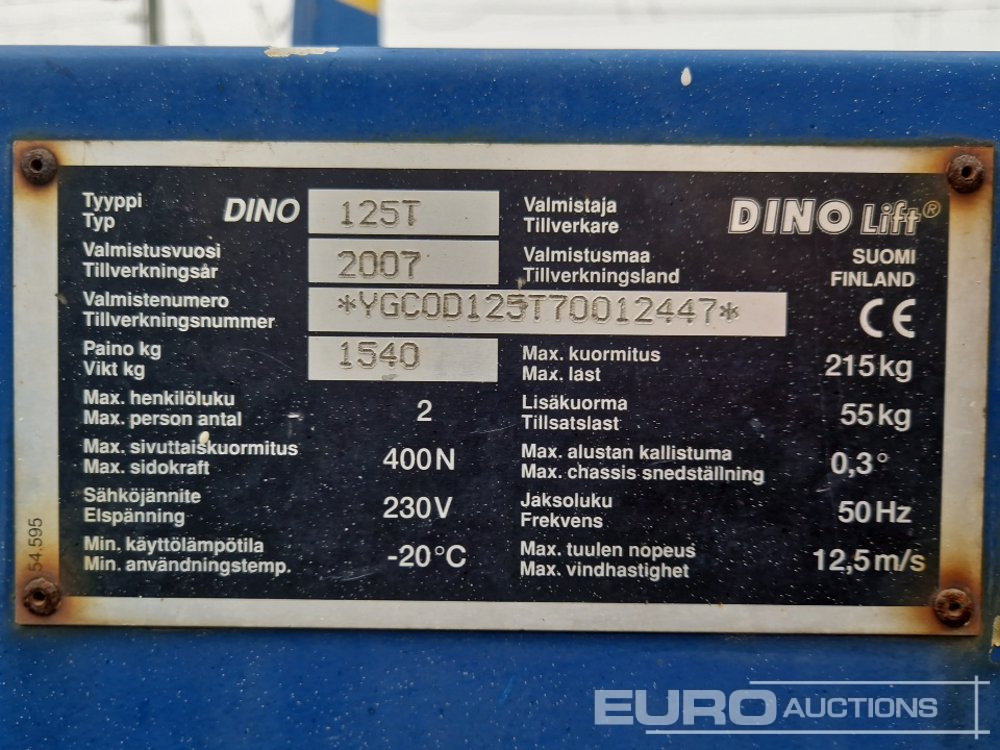 Tyyppi
Typ
DINO 125T
Valmistusvuosi
Tillverkningsår
2007
Valmistenumero
Tillverkningsnummer
*YGC0D125T70012447*
Paino kg
Vikt kg
1540
Max. henkilöluku
Max. person antal
2
Max. sivuttaiskuormitus
Max. sidokraft
400N
Sähköjännite
Elspänning
230V
Min. käyttölämpötila
Min. användningstemp.
-20°C
Valmistaja
Tillverkare
DINO Lift®
Valmistusmaa
Tillverkningsland
SUOMI
FINLAND
CE
Max. kuormitus
Max. last
215kg
Lisäkuorma
Tillsatslast
55kg
Max. alustan kallistuma
Max. chassis snedställning
0,3°
Jaksoluku
Frekvens
50Hz
Max. tuulen nopeus
Max. vindhastighet
12,5m/s
54.595
EURO AUCTIONS